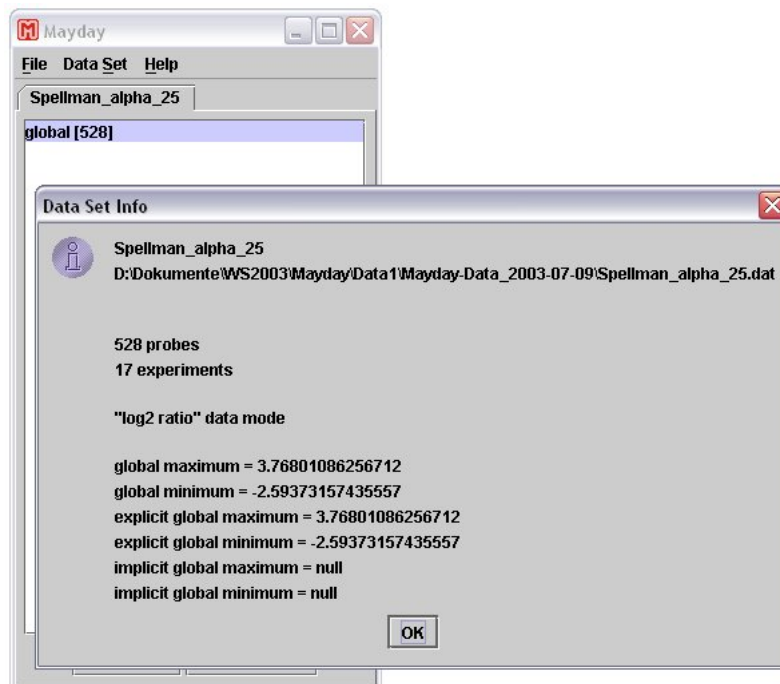 Mayday
File Data Set Help
Spellman_alpha_25
global [528]
Data Set Info
Spellman_alpha_25
D:\Dokumente\WS2003\Mayday\Data1\Mayday-Data_2003-07-09\Spellman_alpha_25.dat
528 probes
17 experiments
"log2 ratio" data mode
global maximum = 3.76801086256712
global minimum = -2.59373157435557
explicit global maximum = 3.76801086256712
explicit global minimum = -2.59373157435557
implicit global maximum = null
implicit global minimum = null
OK